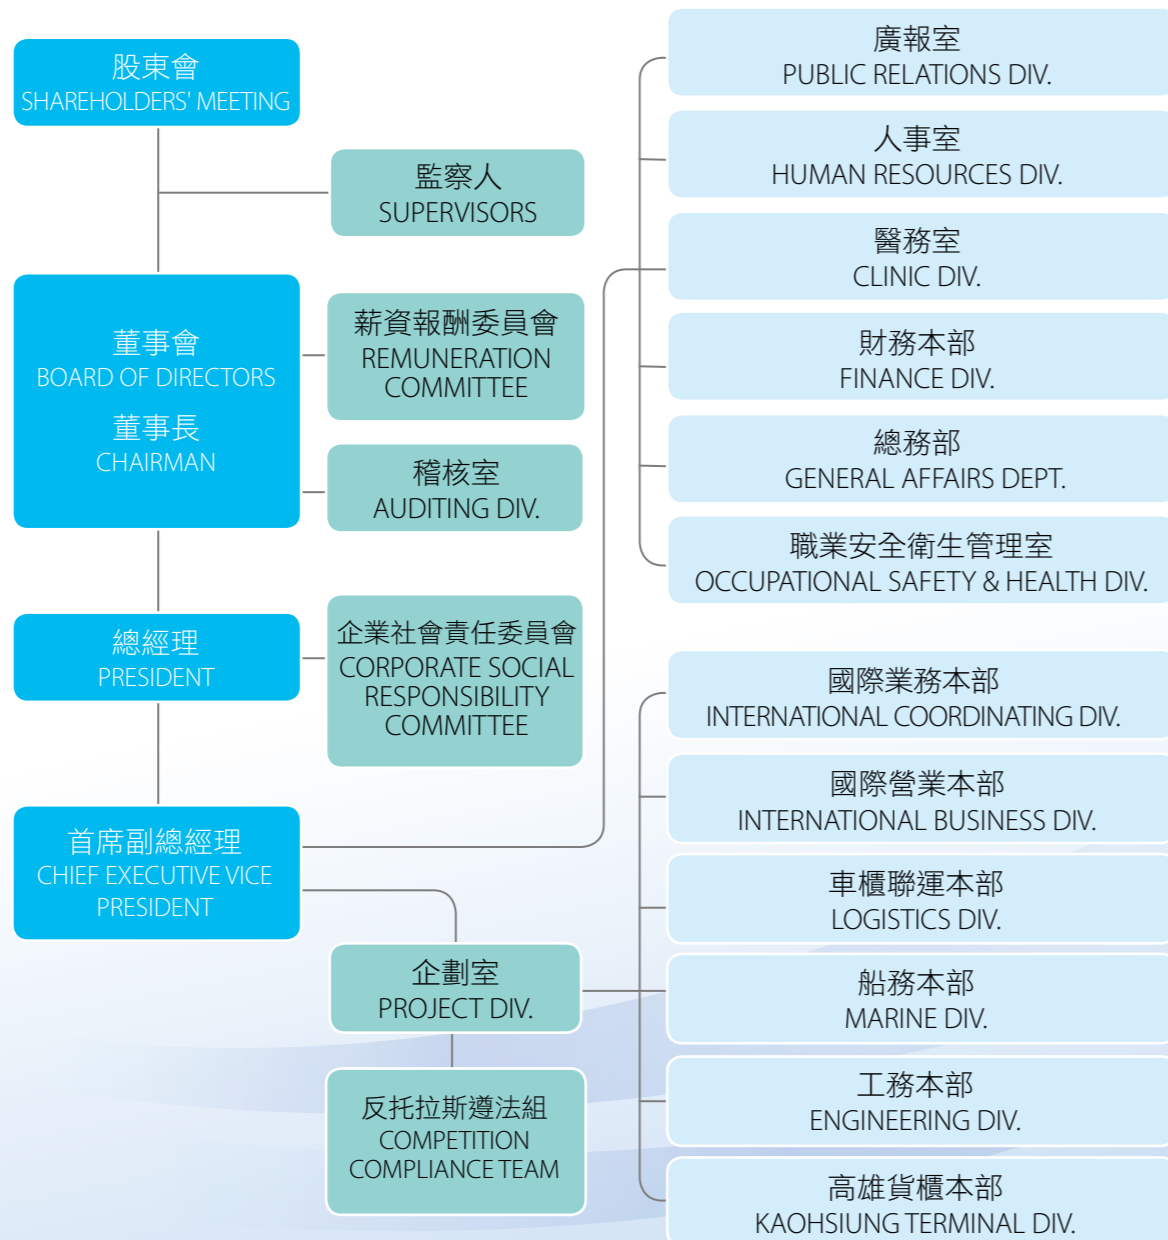 股東會
SHAREHOLDERS' MEETING
監察人
SUPERVISORS
董事會
BOARD OF DIRECTORS
董事長
CHAIRMAN
薪資報酬委員會
REMUNERATION
COMMITTEE
稽核室
AUDITING DIV.
總經理
PRESIDENT
企業社會責任委員會
CORPORATE SOCIAL
RESPONSIBILITY
COMMITTEE
首席副總經理
CHIEF EXECUTIVE VICE
PRESIDENT
企劃室
PROJECT DIV.
反托拉斯遵法組
COMPETITION
COMPLIANCE TEAM
廣報室
PUBLIC RELATIONS DIV.
人事室
HUMAN RESOURCES DIV.
醫務室
CLINIC DIV.
財務本部
FINANCE DIV.
總務部
GENERAL AFFAIRS DEPT.
職業安全衛生管理室
OCCUPATIONAL SAFETY & HEALTH DIV.
國際業務本部
INTERNATIONAL COORDINATING DIV.
國際營業本部
INTERNATIONAL BUSINESS DIV.
車櫃聯運本部
LOGISTICS DIV.
船務本部
MARINE DIV.
工務本部
ENGINEERING DIV.
高雄貨櫃本部
KAOHSIUNG TERMINAL DIV.